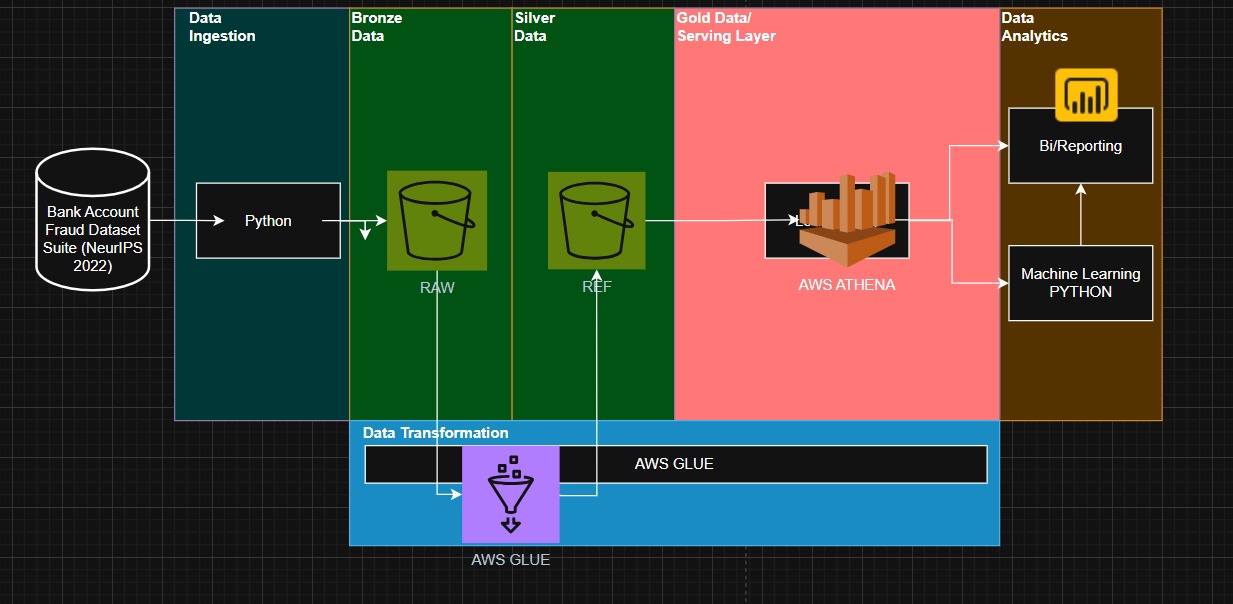 Data
Ingestion
Bronze
Data
Silver
Data
Gold Data/
Serving Layer
Data
Analytics
Bank Account
Fraud Dataset
Suite (NeurIPS
2022)
Python
RAW
REF
AWS ATHENA
Bi/Reporting
Machine Learning
PYTHON
Data Transformation
AWS GLUE
AWS GLUE